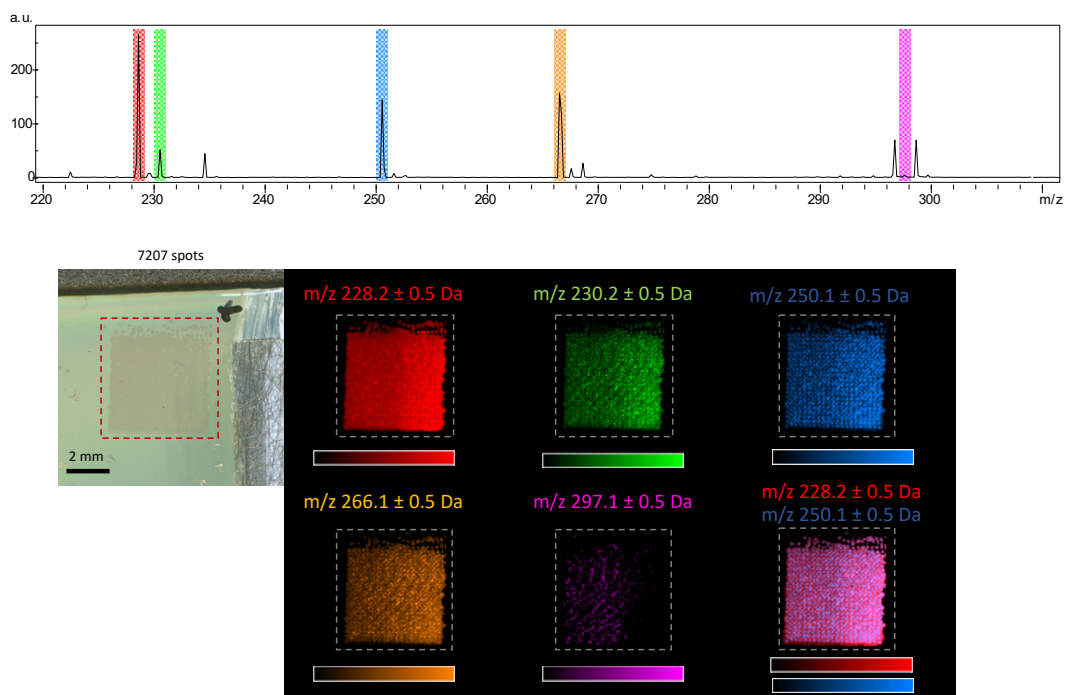 a.u.
200
100
0
220 230 240 250 260 270 280 290 300 m/z
7207 spots
2 mm
m/z 228.2 ± 0.5 Da
m/z 230.2 ± 0.5 Da
m/z 250.1 ± 0.5 Da
m/z 266.1 ± 0.5 Da
m/z 297.1 ± 0.5 Da
m/z 228.2 ± 0.5 Da
m/z 250.1 ± 0.5 Da